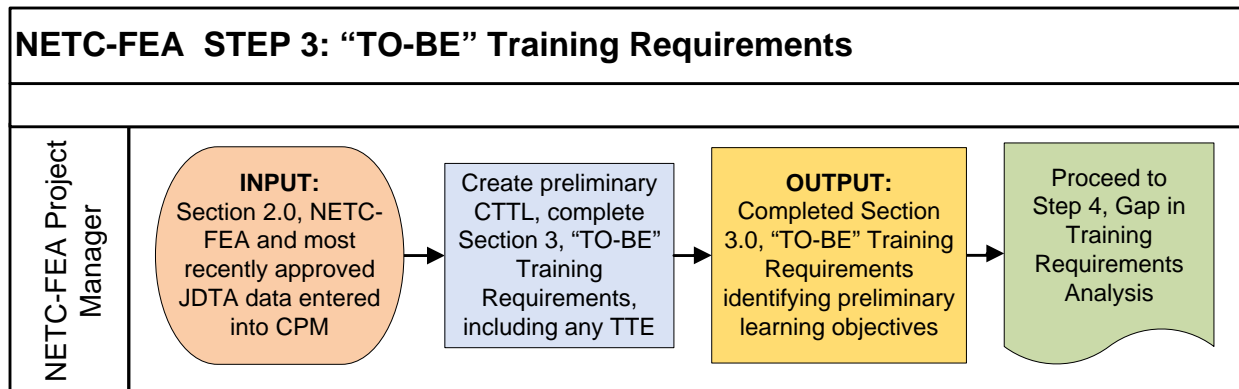 NETC-FEA STEP 3: “TO-BE” Training Requirements
NETC-FEA Project
Manager
INPUT:
Section 2.0, NETC-
FEA and most
recently approved
JDTA data entered
into CPM
Create preliminary
CTTL, complete
Section 3, “TO-BE”
Training
Requirements,
including any TTE
OUTPUT:
Completed Section
3.0, “TO-BE” Training
Requirements
identifying preliminary
learning objectives
Proceed to
Step 4, Gap in
Training
Requirements
Analysis